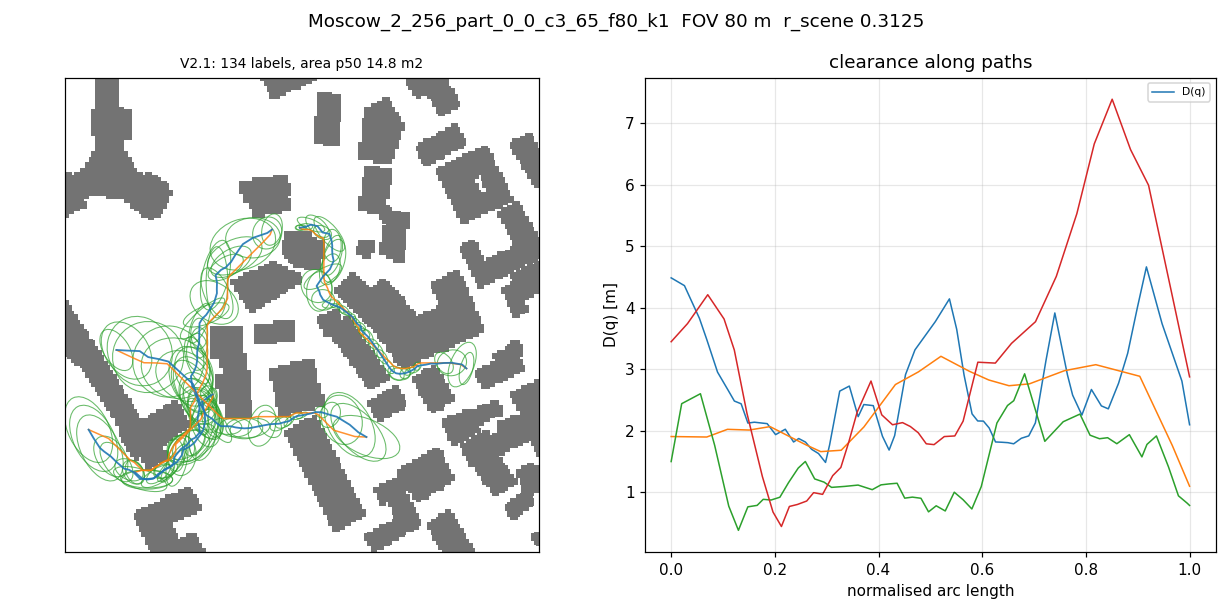 Moscow_2_256_part_0_0_c3_65_f80_k1  FOV 80 m  r_scene 0.3125
V2.1: 134 labels, area p50 14.8 m2
clearance along paths
D(q)
D(q) [m]
7
6
5
4
3
2
1
0.0 0.2 0.4 0.6 0.8 1.0
normalised arc length